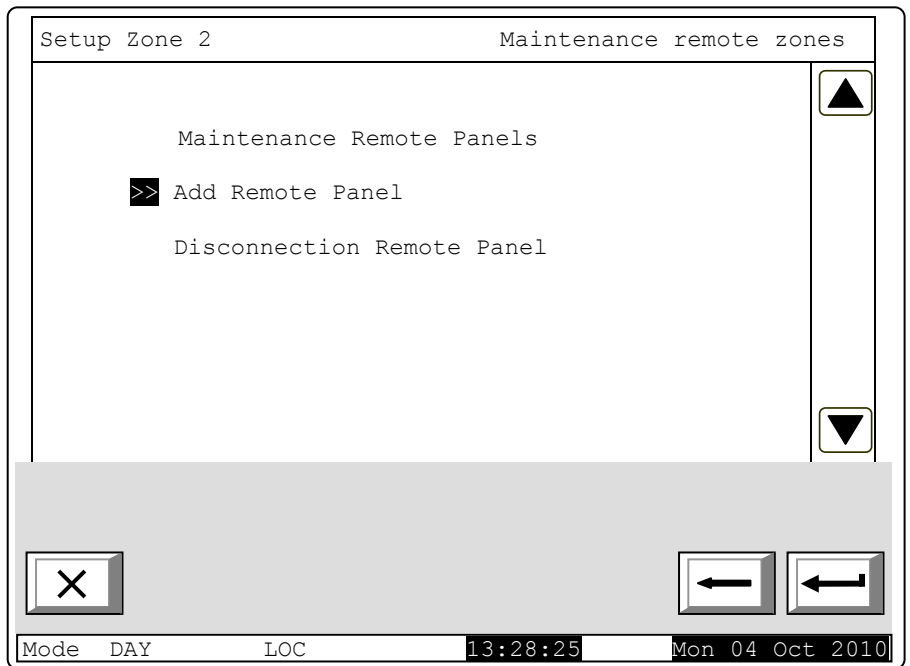 Setup Zone 2 Maintenance remote zones
Maintenance Remote Panels
>> Add Remote Panel
Disconnection Remote Panel
Mode DAY LOC 13:28:25 Mon 04 Oct 2010